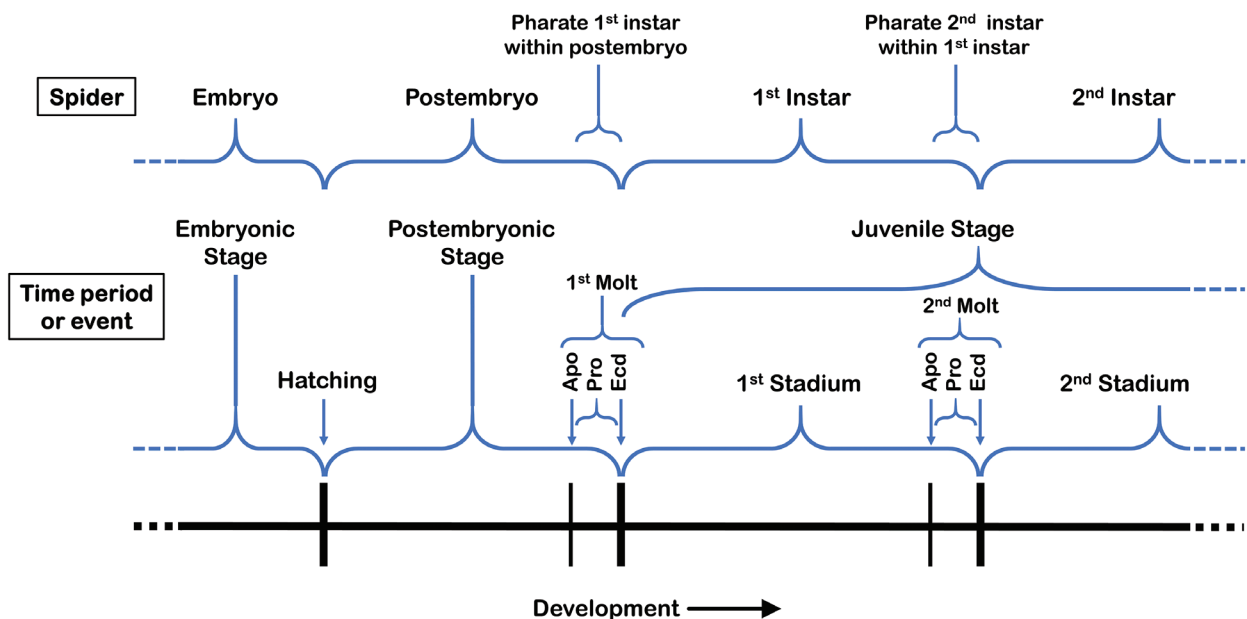 Pharate 1st instar
within postembryo
Pharate 2nd instar
within 1st instar
Spider
Embryo
Postembryo
1st Instar
2nd Instar
Embryonic
Stage
Postembryonic
Stage
Juvenile Stage
Time period
or event
1st Molt
2nd Molt
Hatching
Apo
Pro
Ecd
1st Stadium
Apo
Pro
Ecd
2nd Stadium
Development